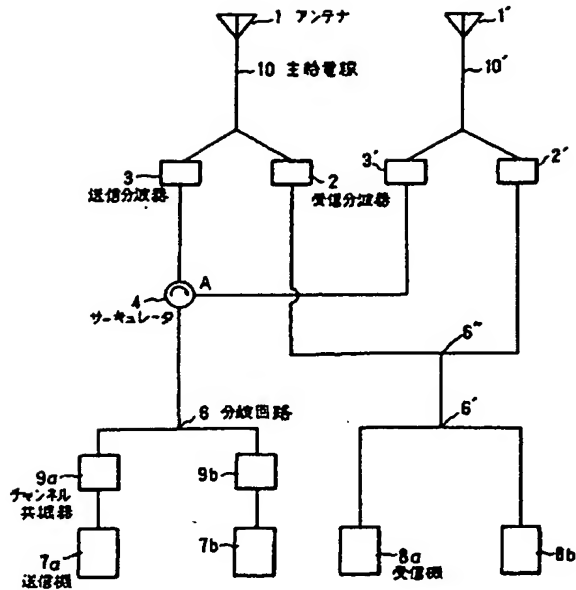 1 アンテナ
1′
10 主給電線
10′
3
送信分波器
2
受信分波器
3′
2′
A
4
サーキュレータ
6″
6 分岐回路
6′
9a
チャンネル
共振器
9b
7a
送信機
7b
8a
受信機
8b